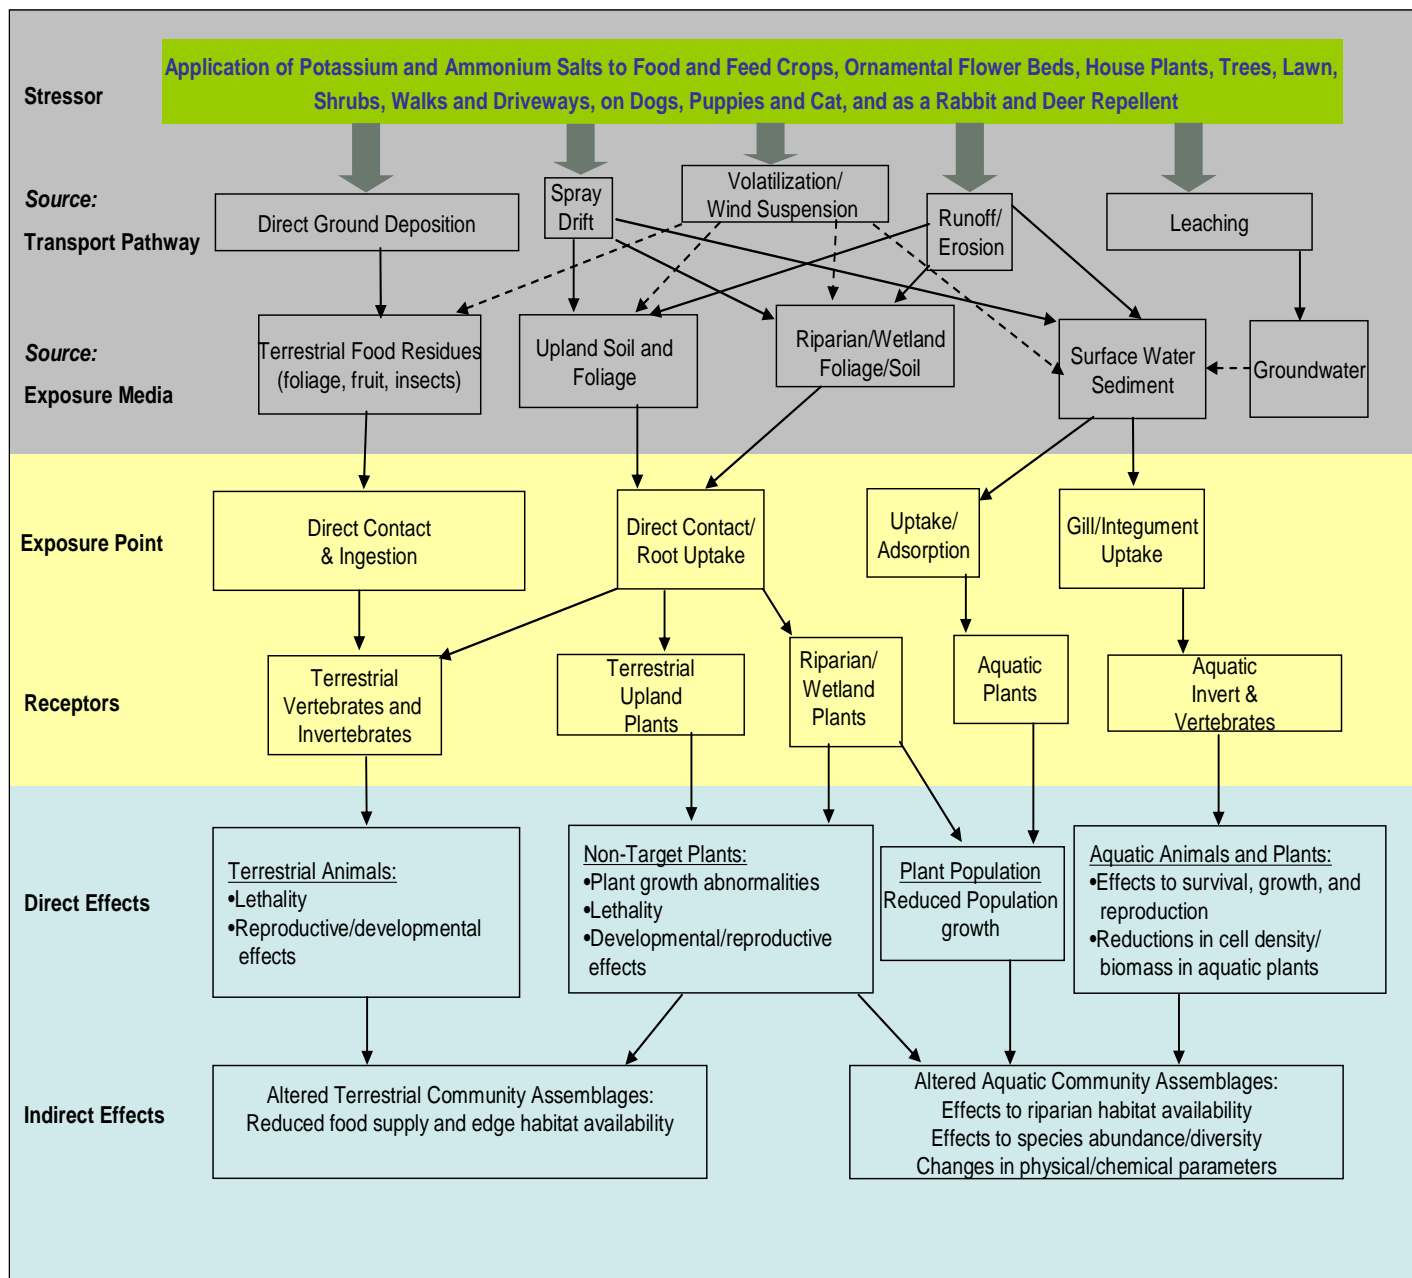 Stressor
Application of Potassium and Ammonium Salts to Food and Feed Crops, Ornamental Flower Beds, House Plants, Trees, Lawn,
Shrubs, Walks and Driveways, on Dogs, Puppies and Cat, and as a Rabbit and Deer Repellent
Source:
Transport Pathway
Direct Ground Deposition
Spray
Drift
Volatilization/
Wind Suspension
Runoff/
Erosion
Leaching
Source:
Exposure Media
Terrestrial Food Residues
(foliage, fruit, insects)
Upland Soil and
Foliage
Riparian/Wetland
Foliage/Soil
Surface Water
Sediment
Groundwater
Exposure Point
Direct Contact
& Ingestion
Direct Contact/
Root Uptake
Uptake/
Adsorption
Gill/Integument
Uptake
Receptors
Terrestrial
Vertebrates and
Invertebrates
Terrestrial
Upland
Plants
Riparian/
Wetland
Plants
Aquatic
Plants
Aquatic
Invert &
Vertebrates
Direct Effects
Terrestrial Animals:
•Lethality
•Reproductive/developmental
effects
Non-Target Plants:
•Plant growth abnormalities
•Lethality
•Developmental/reproductive
effects
Plant Population
Reduced Population
growth
Aquatic Animals and Plants:
•Effects to survival, growth, and
reproduction
•Reductions in cell density/
biomass in aquatic plants
Indirect Effects
Altered Terrestrial Community Assemblages:
Reduced food supply and edge habitat availability
Altered Aquatic Community Assemblages:
Effects to riparian habitat availability
Effects to species abundance/diversity
Changes in physical/chemical parameters